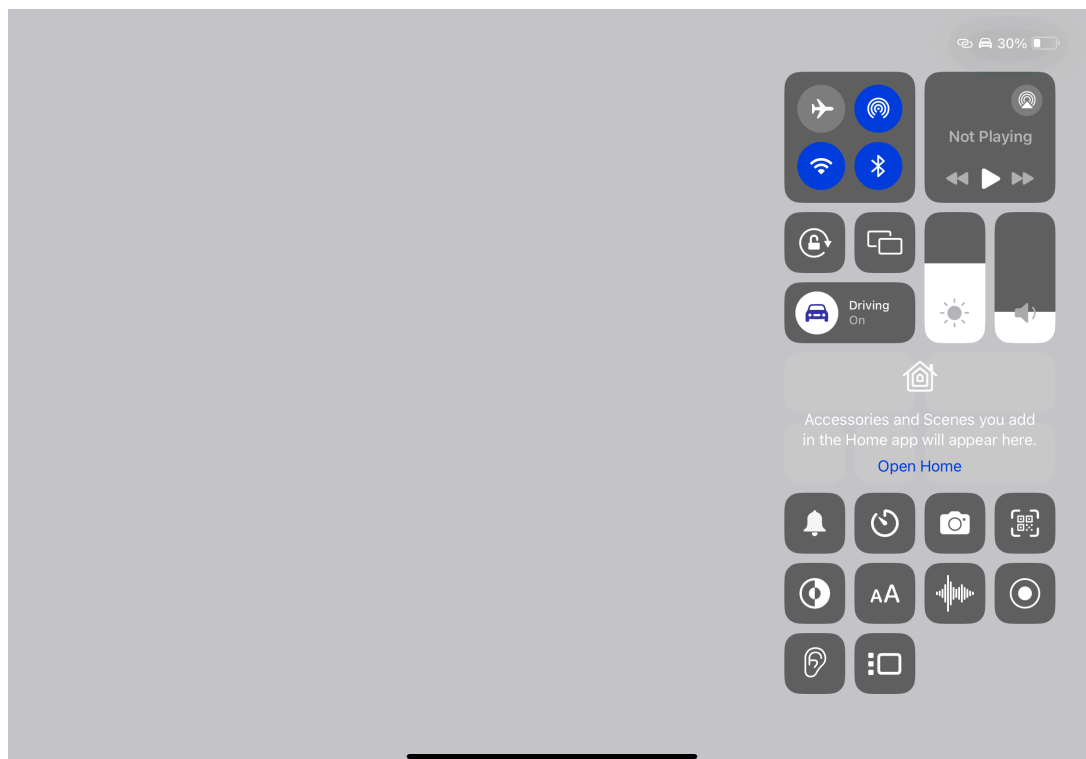 30%
Not Playing
Driving
On
Accessories and Scenes you add
in the Home app will appear here.
Open Home
AA